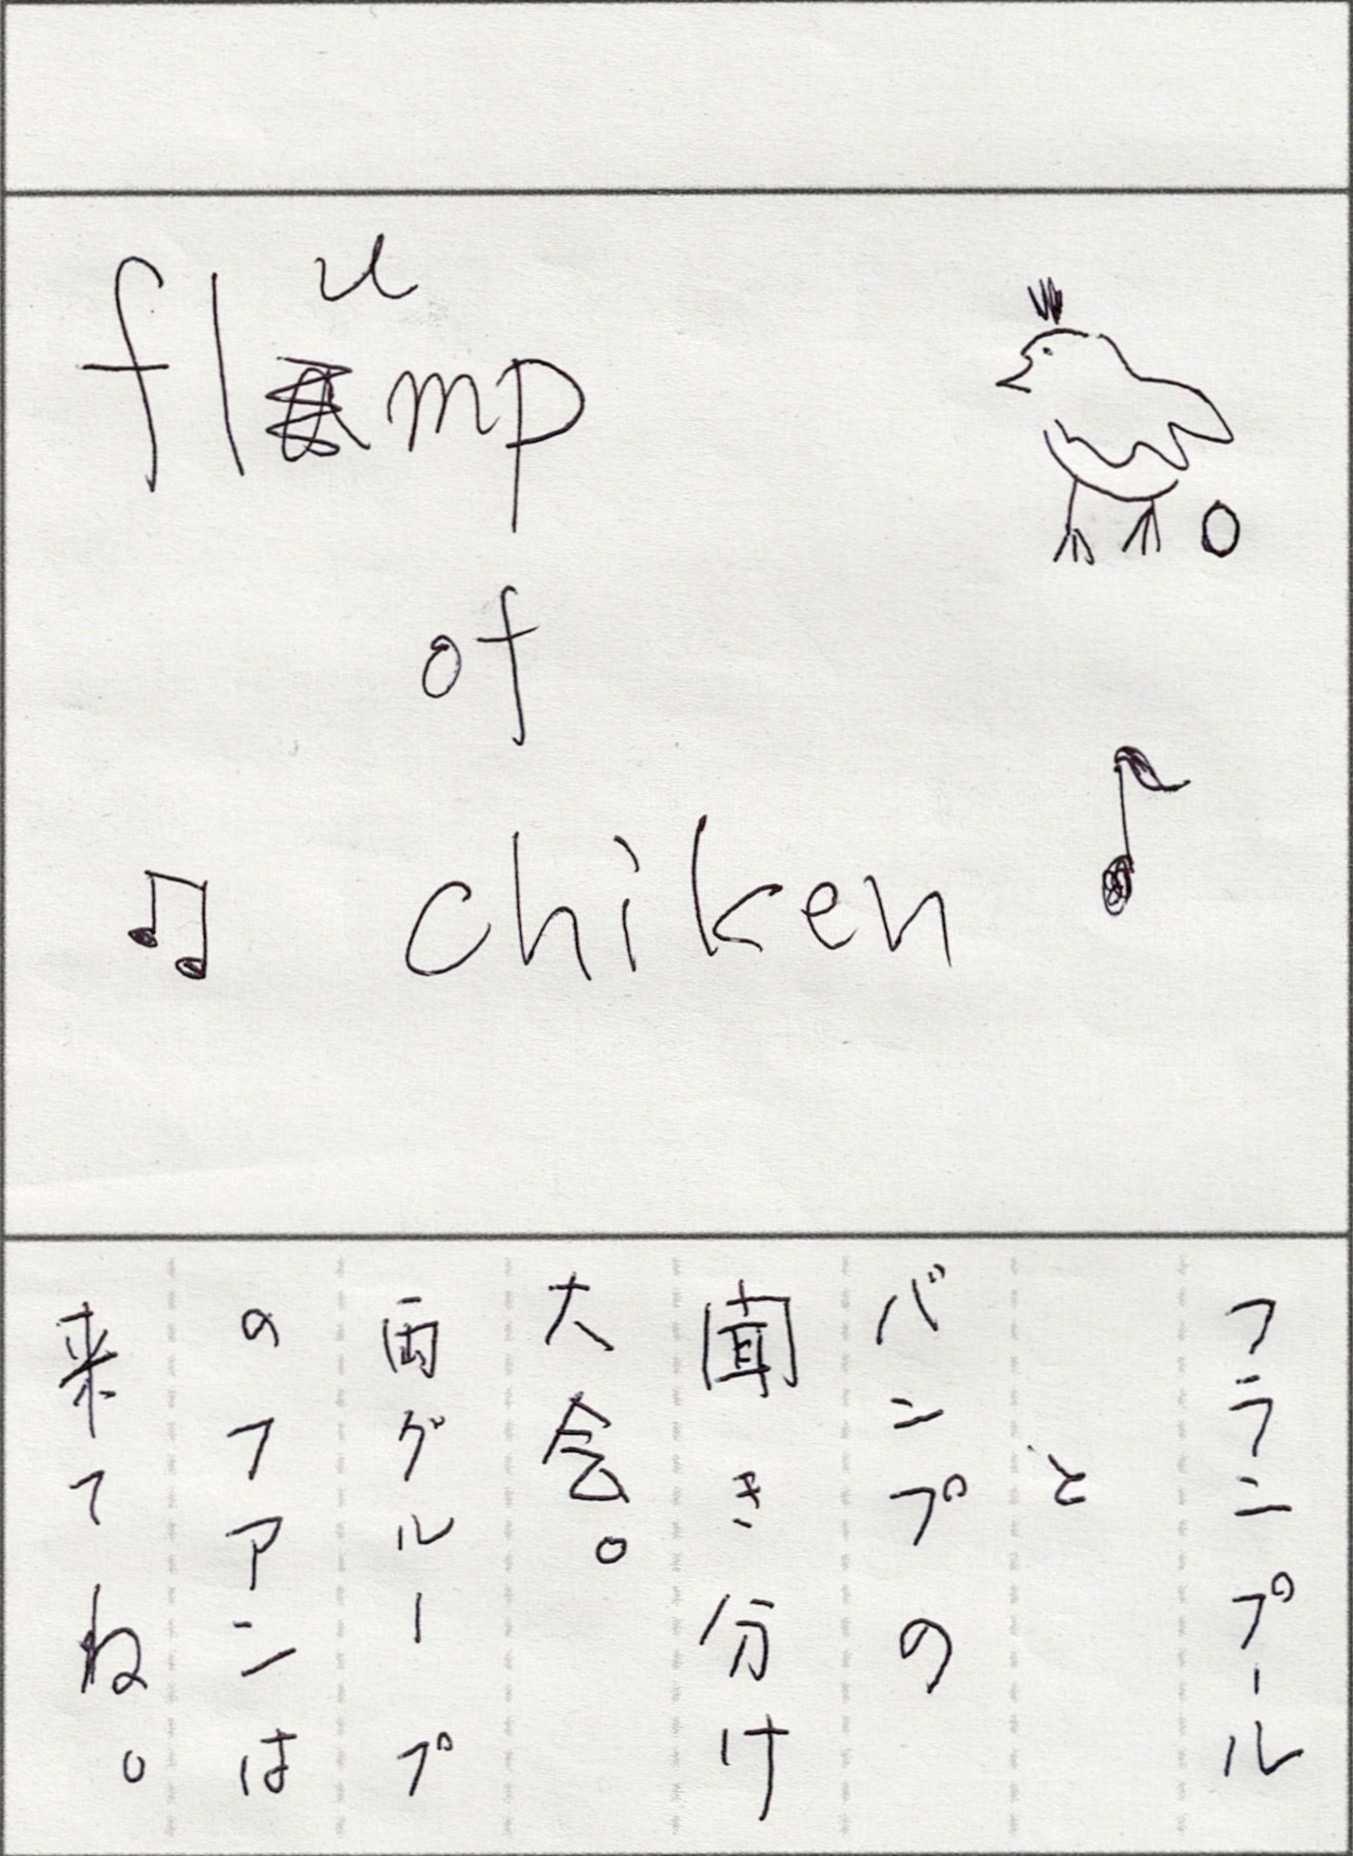 flump
of
chiken
フランプール
と
バンプの
聞き分け
大会。
両グループ
のファンは
来てね。